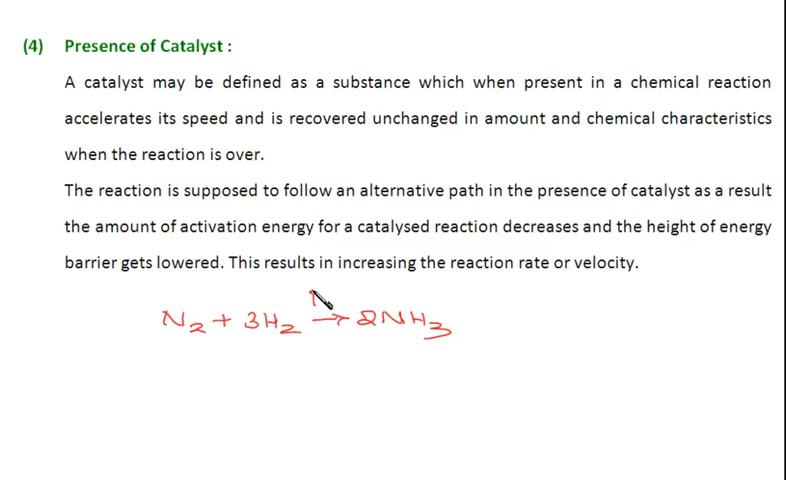 (4) Presence of Catalyst :
A catalyst may be defined as a substance which when present in a chemical reaction
accelerates its speed and is recovered unchanged in amount and chemical characteristics
when the reaction is over.
The reaction is supposed to follow an alternative path in the presence of catalyst as a result
the amount of activation energy for a catalysed reaction decreases and the height of energy
barrier gets lowered. This results in increasing the reaction rate or velocity.
N₂ + 3H₂ → 2NH₃